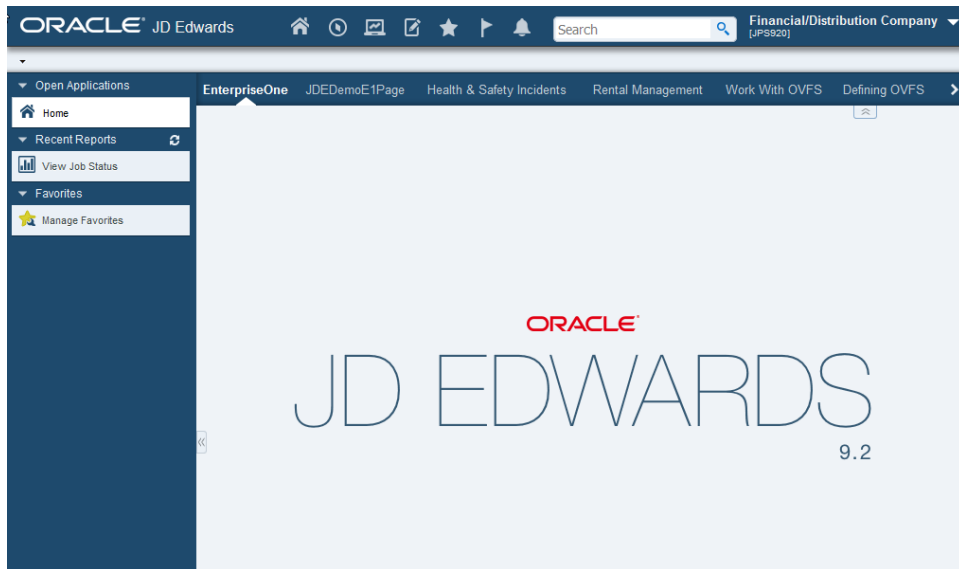 ORACLE® JD Edwards
Search
Financial/Distribution Company
[JPS920]
Open Applications
Home
Recent Reports
View Job Status
Favorites
Manage Favorites
EnterpriseOne JDEDemoE1Page Health & Safety Incidents Rental Management Work With OVFS Defining OVFS
ORACLE®
JD EDWARDS
9.2